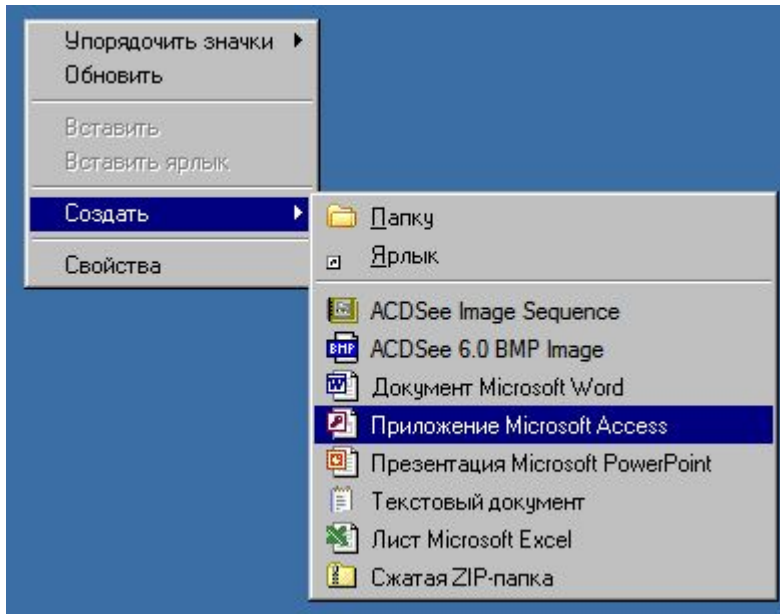 Упорядочить значки
Обновить
Вставить
Вставить ярлык
Создать
Свойства
Папку
Ярлык
ACDSee Image Sequence
BMP ACDSee 6.0 BMP Image
Документ Microsoft Word
Приложение Microsoft Access
Презентация Microsoft PowerPoint
Текстовый документ
Лист Microsoft Excel
Сжатая ZIP-папка